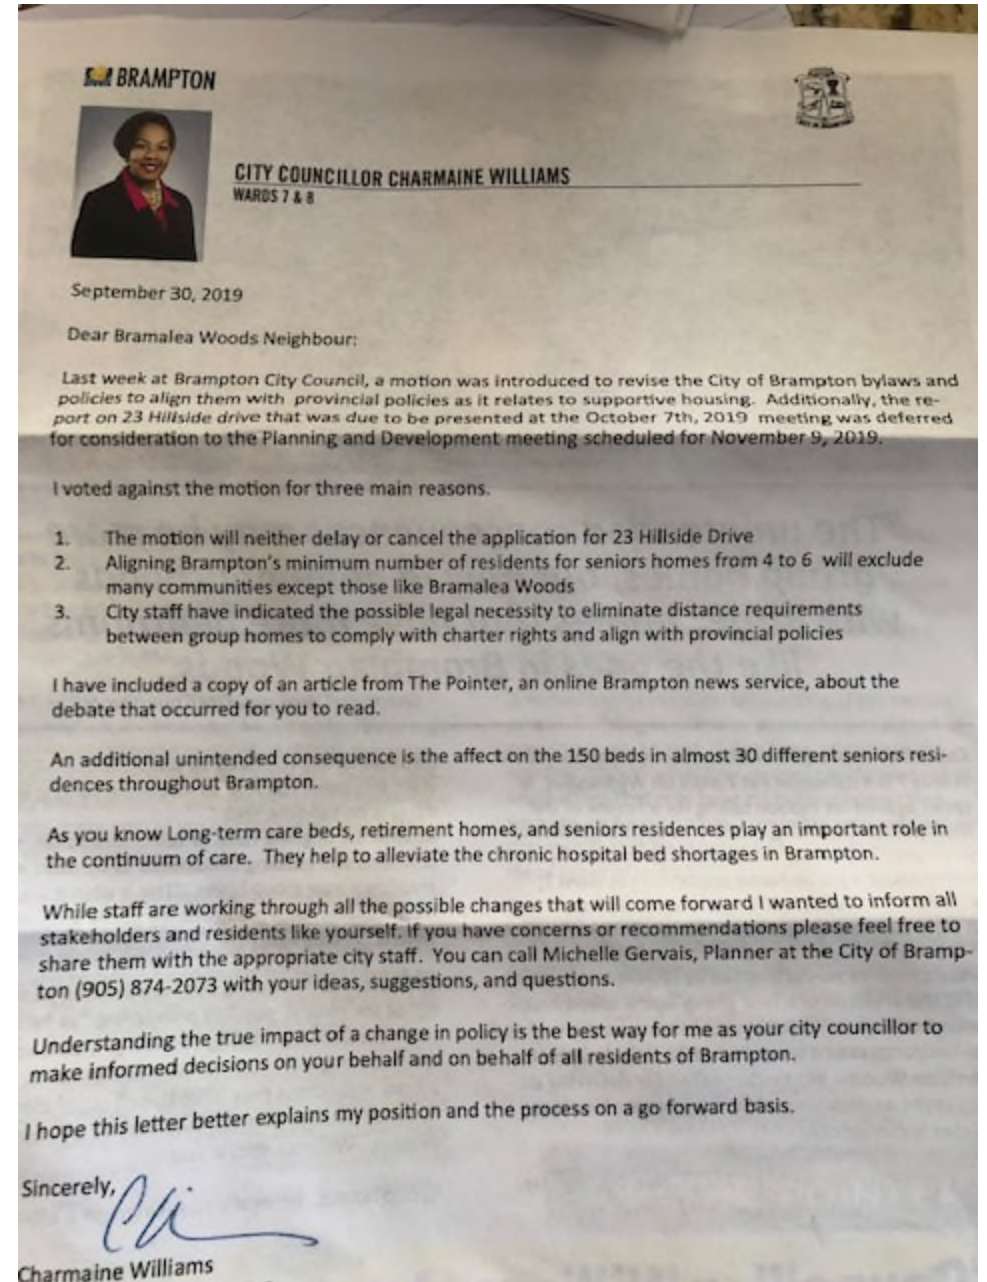 BRAMPTON
CITY COUNCILLOR CHARMAINE WILLIAMS
WARDS 7 & 8
September 30, 2019
Dear Bramalea Woods Neighbour:
Last week at Brampton City Council, a motion was introduced to revise the City of Brampton bylaws and
policies to align them with provincial policies as it relates to supportive housing. Additionally, the re-
port on 23 Hillside drive that was due to be presented at the October 7th, 2019 meeting was deferred
for consideration to the Planning and Development meeting scheduled for November 9, 2019.
I voted against the motion for three main reasons.
1. The motion will neither delay or cancel the application for 23 Hillside Drive
2. Aligning Brampton's minimum number of residents for seniors homes from 4 to 6 will exclude
many communities except those like Bramalea Woods
3. City staff have indicated the possible legal necessity to eliminate distance requirements
between group homes to comply with charter rights and align with provincial policies
I have included a copy of an article from The Pointer, an online Brampton news service, about the
debate that occurred for you to read.
An additional unintended consequence is the affect on the 150 beds in almost 30 different seniors resi-
dences throughout Brampton.
As you know Long-term care beds, retirement homes, and seniors residences play an important role in
the continuum of care. They help to alleviate the chronic hospital bed shortages in Brampton.
While staff are working through all the possible changes that will come forward I wanted to inform all
stakeholders and residents like yourself. If you have concerns or recommendations please feel free to
share them with the appropriate city staff. You can call Michelle Gervais, Planner at the City of Bramp-
ton (905) 874-2073 with your ideas, suggestions, and questions.
Understanding the true impact of a change in policy is the best way for me as your city councillor to
make informed decisions on your behalf and on behalf of all residents of Brampton.
I hope this letter better explains my position and the process on a go forward basis.
Sincerely,
Charmaine Williams